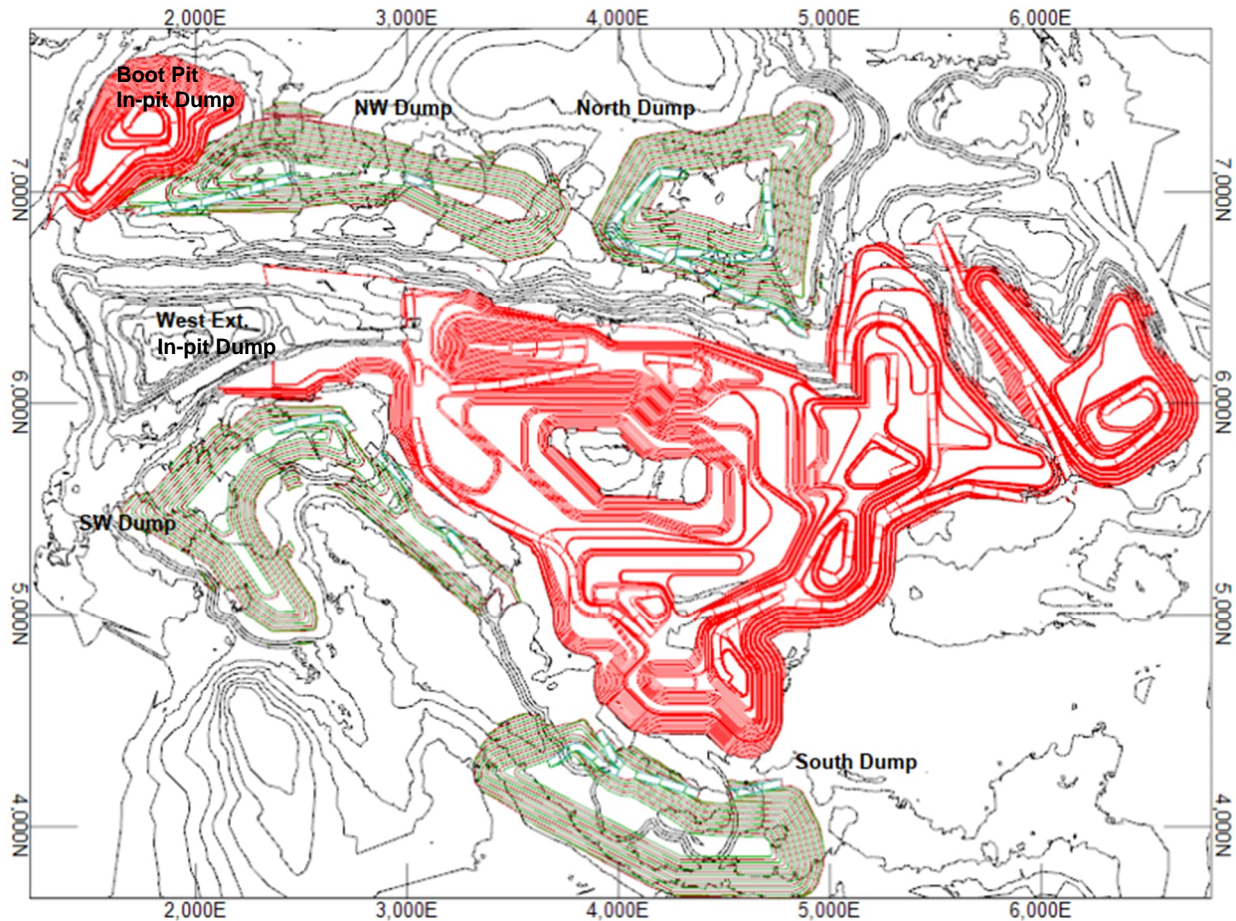 2,000E 3,000E 4,000E 5,000E 6,000E
Boot Pit
In-pit Dump
NW Dump
North Dump
7,000N
7,000N
West Ext.
In-pit Dump
6,000N
6,000N
SW Dump
5,000N
5,000N
South Dump
4,000N
4,000N
2,000E 3,000E 4,000E 5,000E 6,000E